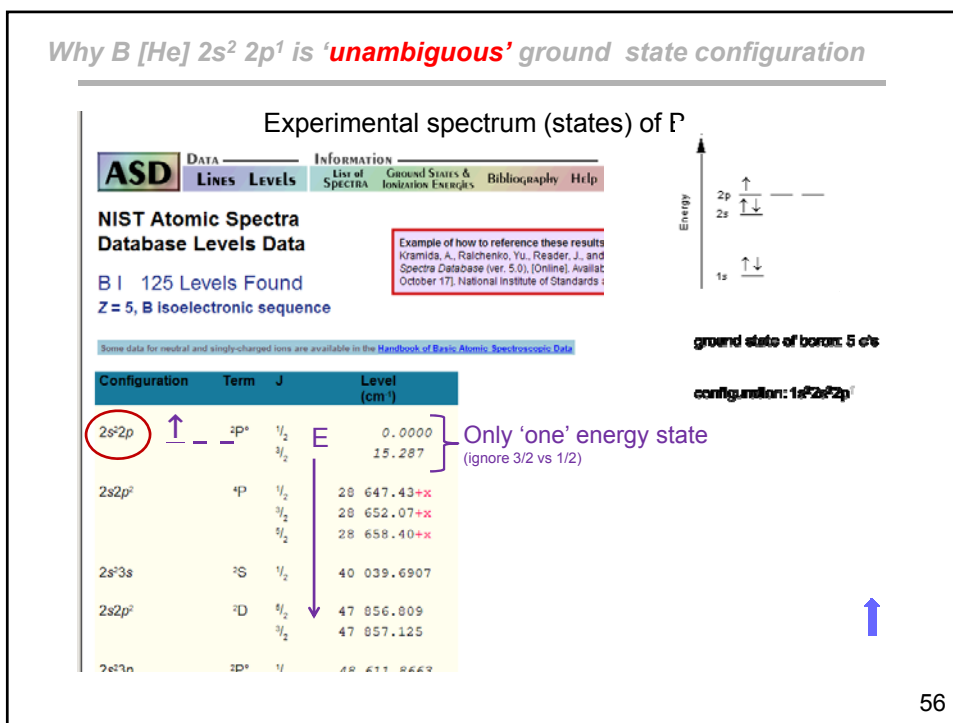 Why B [He] 2s² 2p¹ is ‘unambiguous’ ground state configuration
Experimental spectrum (states) of
ASD
DATA
LINES LEVELS
INFORMATION
List of SPECTRA
Ground States & Ionization Energies
Bibliography Help
NIST Atomic Spectra
Database Levels Data
Example of how to reference these results
Kramida, A., Ralchenko, Yu., Reader, J., and
Spectra Database (ver. 5.0), [Online]. Availab
October 17]. National Institute of Standards
B I 125 Levels Found
Z = 5, B isoelectronic sequence
Some data for neutral and singly-charged ions are available in the Handbook of Basic Atomic Spectroscopic Data
Configuration Term J Level
(cm⁻¹)
2s²2p ↑ _ _ ²P° 1/2 E 0.0000
3/2 15.287
Only ‘one’ energy state
(ignore 3/2 vs 1/2)
2s2p² ⁴P 1/2 28 647.43+x
3/2 28 652.07+x
5/2 28 658.40+x
2s²3s ²S 1/2 40 039.6907
2s2p² ²D 5/2 47 856.809
3/2 47 857.125
2s²3p ²P° 48 611.8663
Energy
2p ↑
2s ↑↓
1s ↑↓
ground state of boron: 5 e's
configuration: 1s²2s²2p¹
56